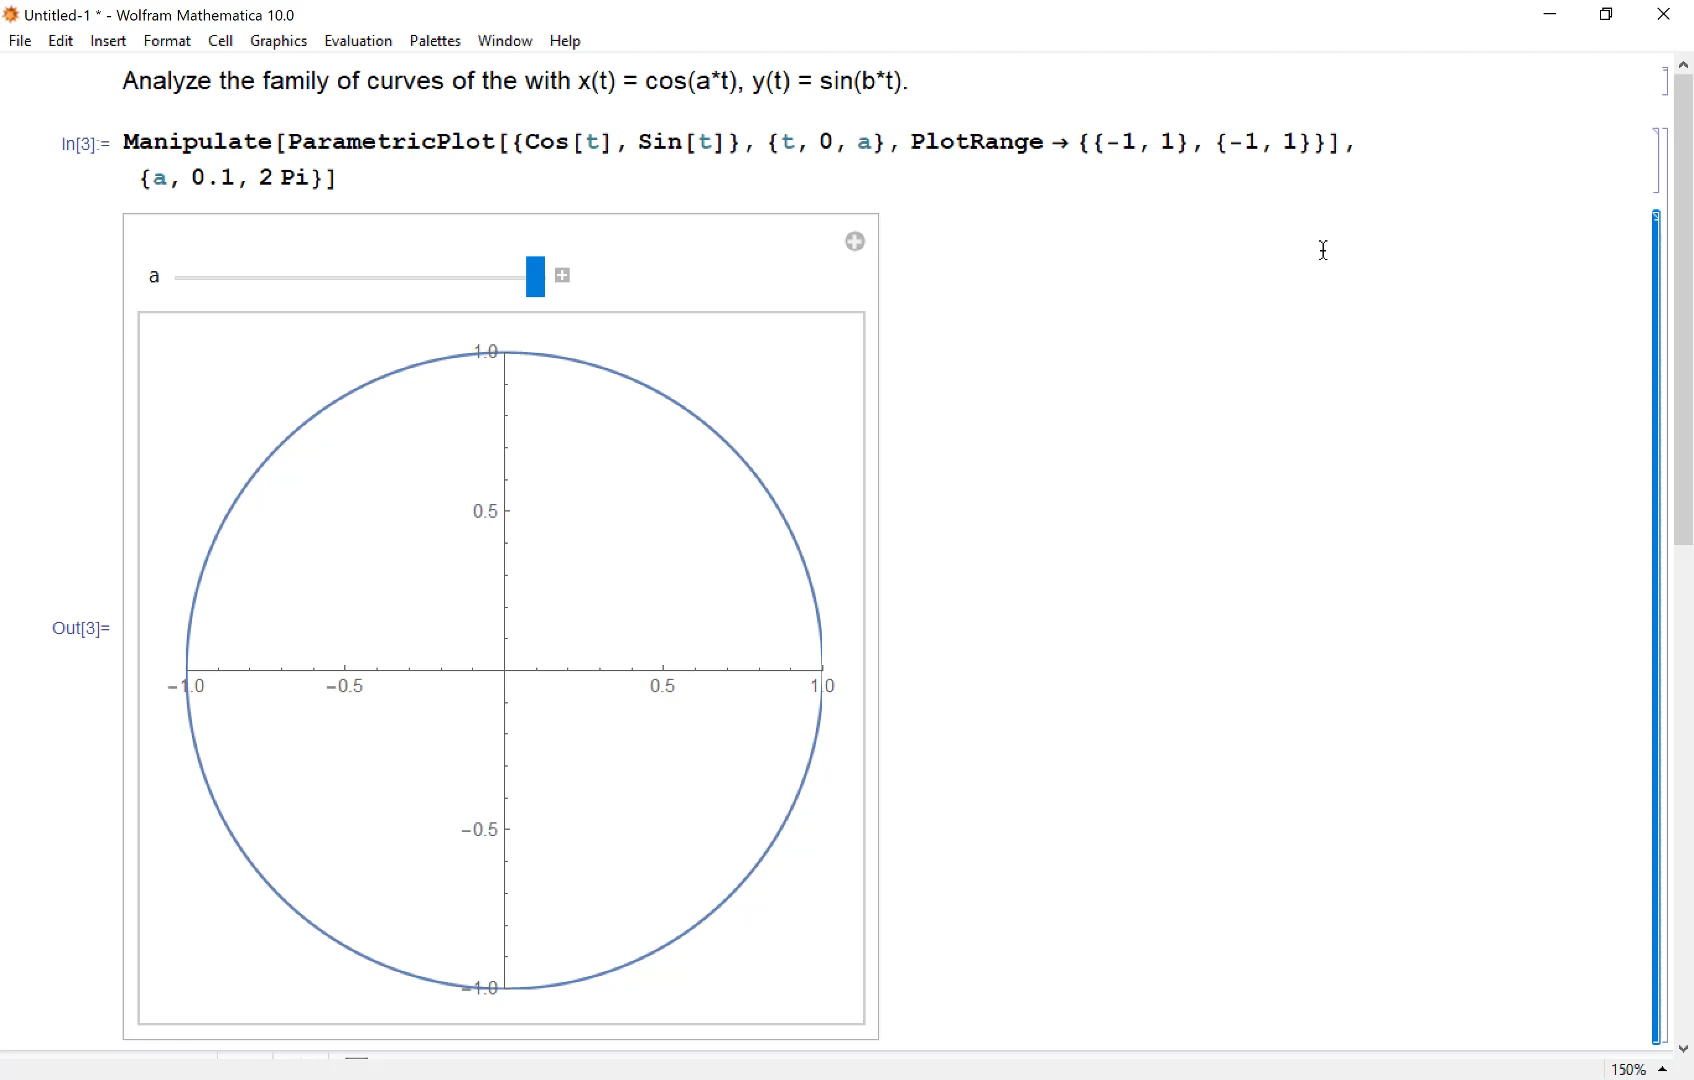 Untitled-1 * - Wolfram Mathematica 10.0
File Edit Insert Format Cell Graphics Evaluation Palettes Window Help
Analyze the family of curves of the with x(t) = cos(a*t), y(t) = sin(b*t).
In[3]:= Manipulate[ParametricPlot[{Cos[t], Sin[t]}, {t, 0, a}, PlotRange → {{-1, 1}, {-1, 1}}],
{a, 0.1, 2 Pi}]
a
1.0
0.5
Out[3]=
−1.0 −0.5 0.5 1.0
−0.5
−1.0
150%